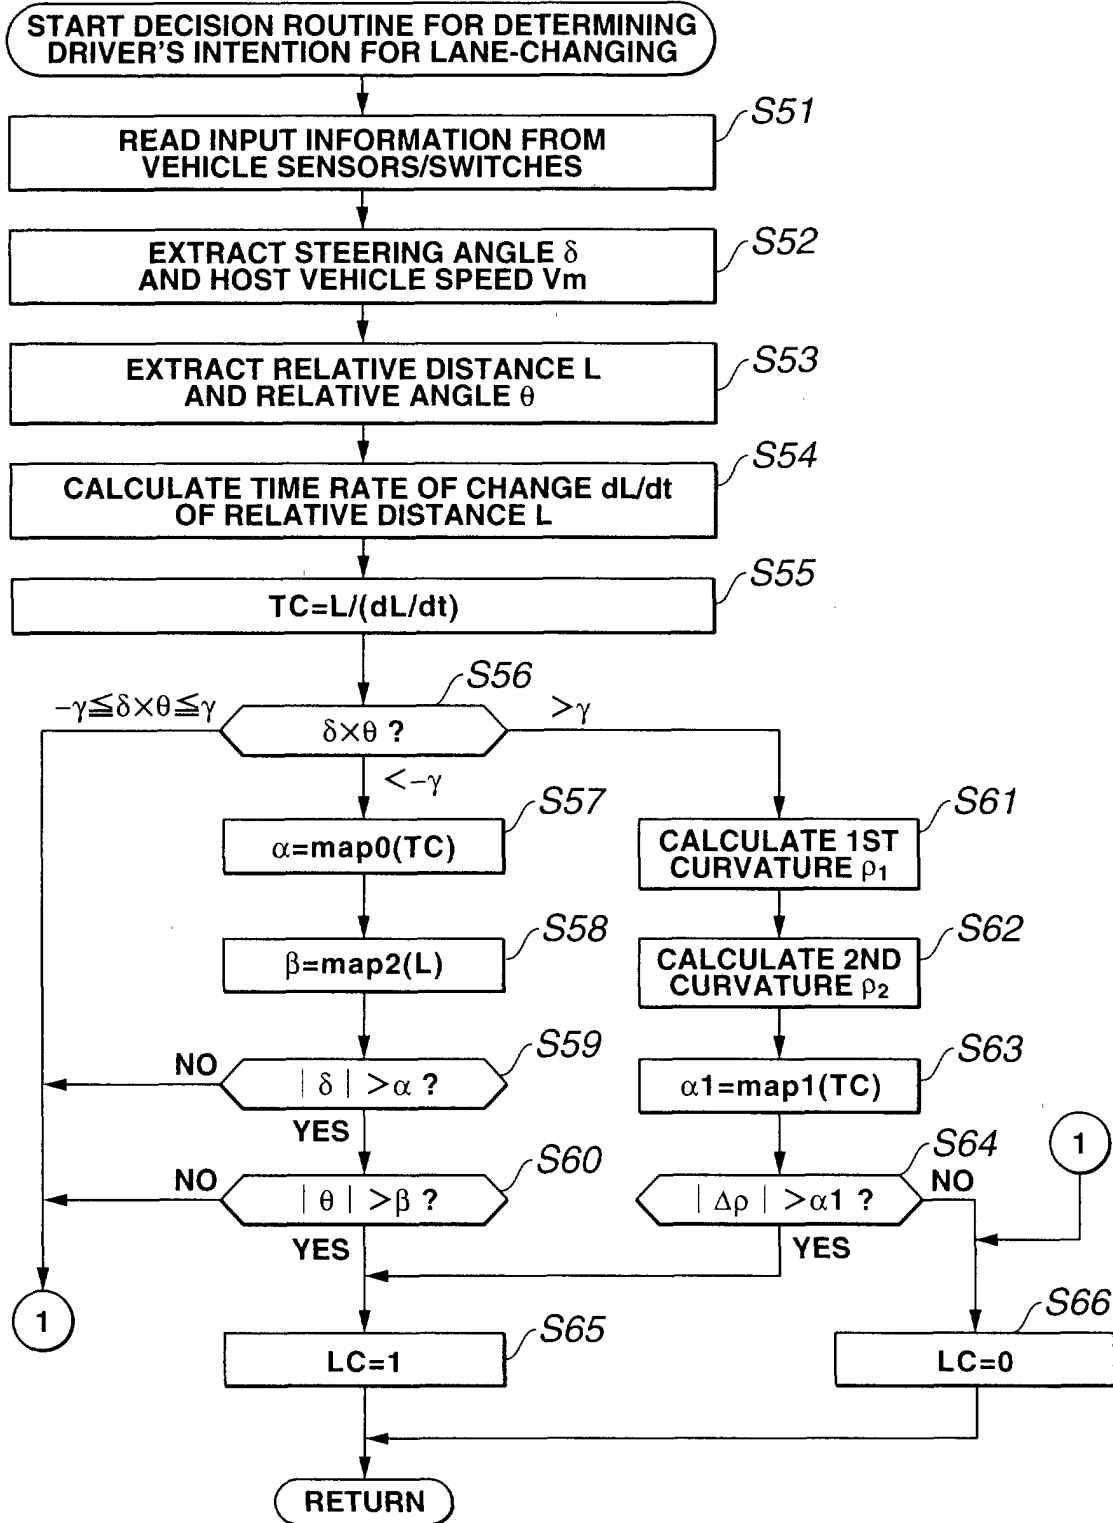 START DECISION ROUTINE FOR DETERMINING
DRIVER'S INTENTION FOR LANE-CHANGING
S51
READ INPUT INFORMATION FROM
VEHICLE SENSORS/SWITCHES
S52
EXTRACT STEERING ANGLE δ
AND HOST VEHICLE SPEED Vm
S53
EXTRACT RELATIVE DISTANCE L
AND RELATIVE ANGLE θ
S54
CALCULATE TIME RATE OF CHANGE dL/dt
OF RELATIVE DISTANCE L
S55
TC=L/(dL/dt)
S56
-γ≦δ×θ≦γ
δ×θ ?
>γ
<-γ
S57
α=map0(TC)
S61
CALCULATE 1ST
CURVATURE ρ1
S58
β=map2(L)
S62
CALCULATE 2ND
CURVATURE ρ2
S59
NO
| δ | >α ?
YES
S63
α1=map1(TC)
S60
NO
| θ | >β ?
YES
S64
| Δρ | >α1 ?
NO
YES
1
1
S65
LC=1
S66
LC=0
RETURN